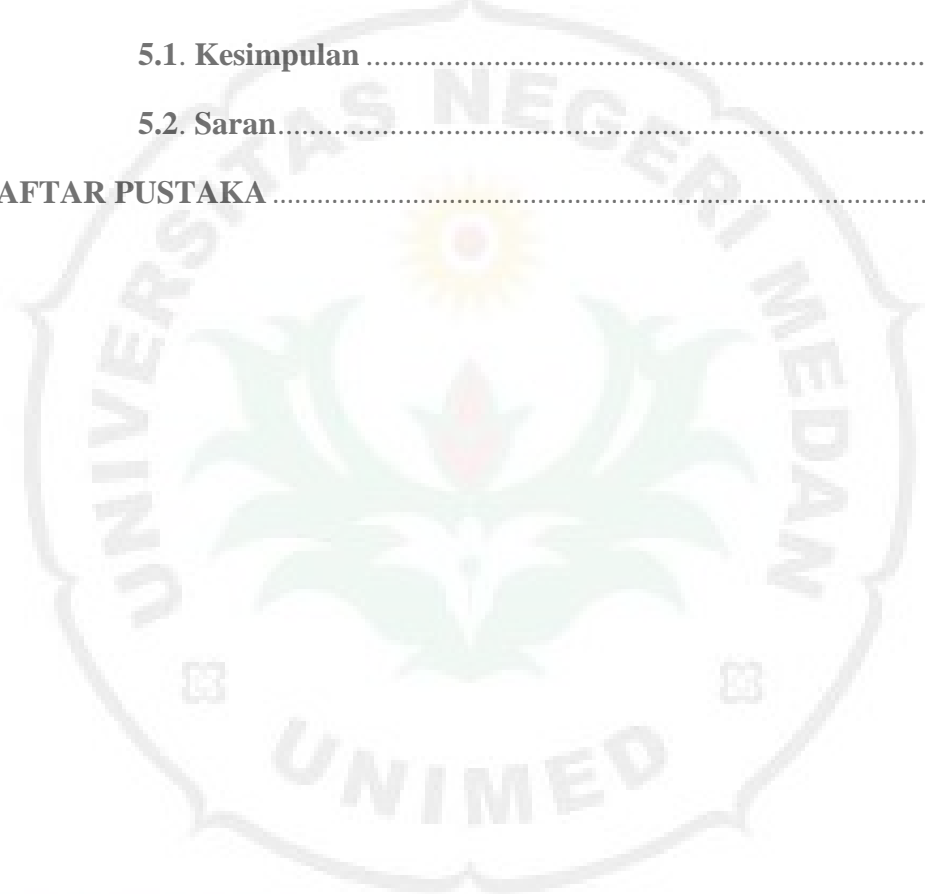 5.1. Kesimpulan ........................................................................
5.2. Saran....................................................................................
AFTAR PUSTAKA ................................................................................
UNIVERSITAS NEGERI MEDAN
UNIMED